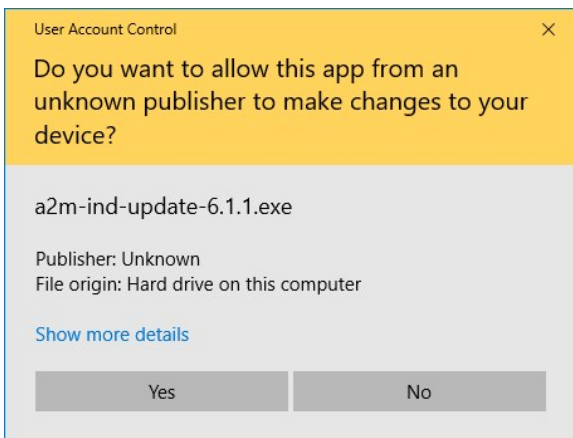 User Account Control
Do you want to allow this app from an
unknown publisher to make changes to your
device?
a2m-ind-update-6.1.1.exe
Publisher: Unknown
File origin: Hard drive on this computer
Show more details
Yes
No